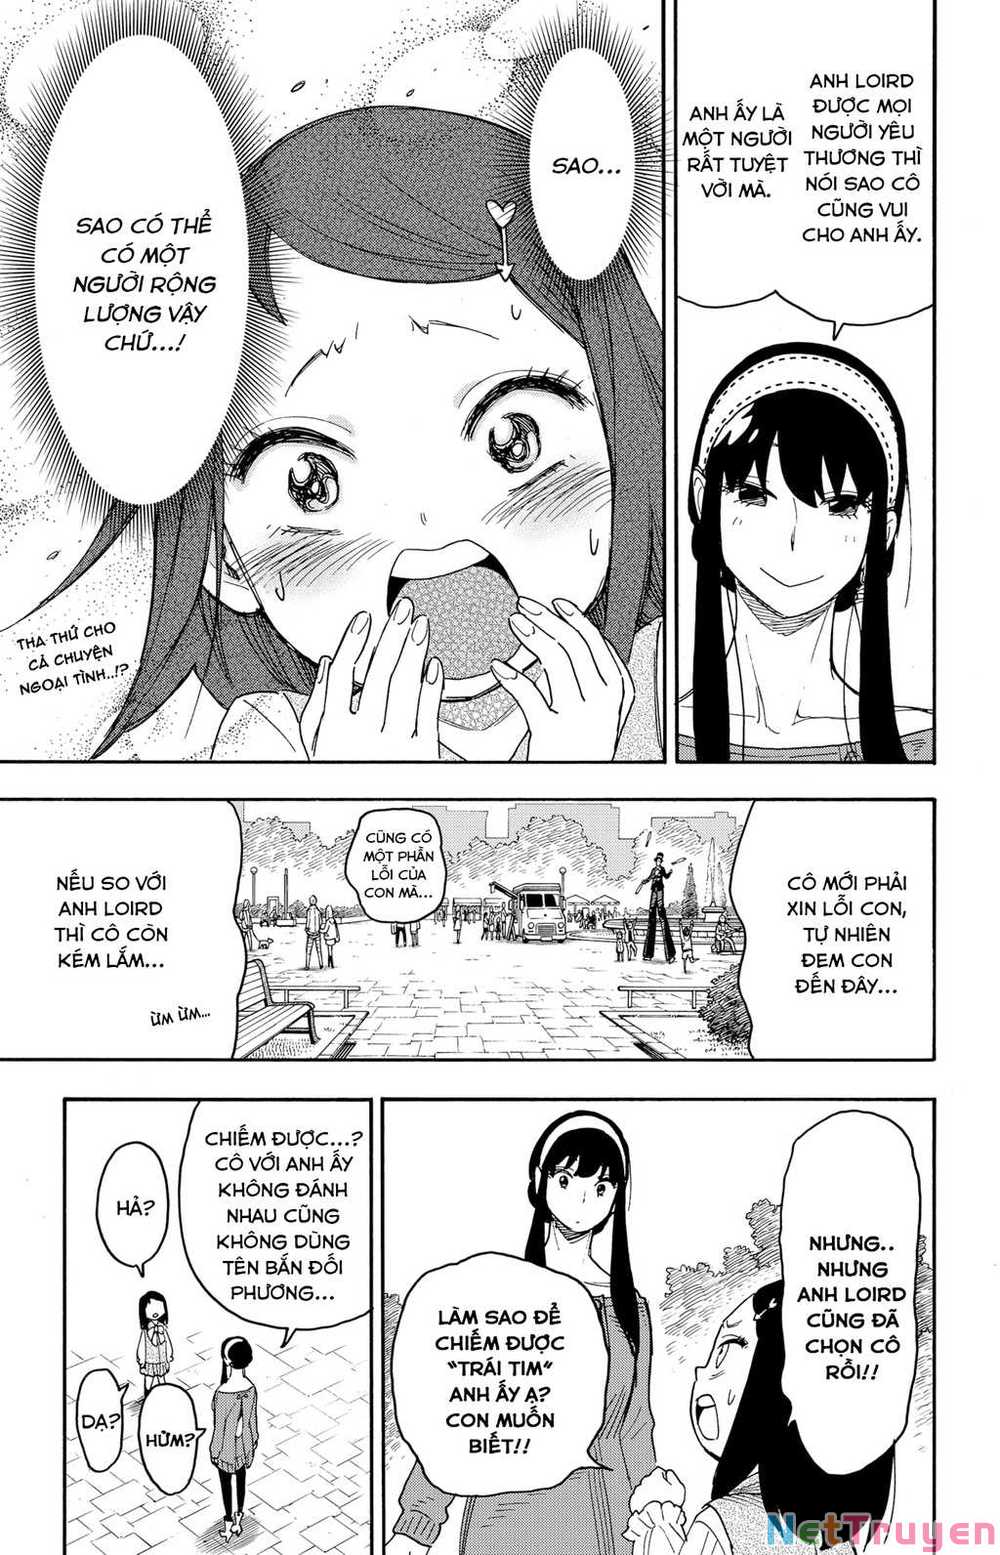 ANH LOIRD
ĐƯỢC MỌI
NGƯỜI YÊU
THƯƠNG THÌ
NÓI SAO CÔ
CŨNG VUI
CHO ANH ẤY.
ANH ẤY LÀ
MỘT NGƯỜI
RẤT TUYỆT
VỜI MÀ.
SAO...
SAO CÓ THỂ
CÓ MỘT
NGƯỜI RỘNG
LƯỢNG VẬY
CHỨ...!
THA THỨ CHO
CẢ CHUYỆN
NGOẠI TÌNH..!?
CÔ MỚI PHẢI
XIN LỖI CON,
TỰ NHIÊN
ĐEM CON
ĐẾN ĐÂY...
CŨNG CÓ
MỘT PHẦN
LỖI CỦA
CON MÀ...
NẾU SO VỚI
ANH LOIRD
THÌ CÔ CÒN
KÉM LẮM...
ỪM ỪM...
NHƯNG..
NHƯNG
ANH LOIRD
CŨNG ĐÃ
CHỌN CÔ
RỒI!!
LÀM SAO ĐỂ
CHIẾM ĐƯỢC
"TRÁI TIM"
ANH ẤY Ạ?
CON MUỐN
BIẾT!!
CHIẾM ĐƯỢC...?
CÔ VỚI ANH ẤY
KHÔNG ĐÁNH
NHAU CŨNG
KHÔNG DÙNG
TÊN BẮN ĐỐI
PHƯƠNG...
HẢ?
HỬM?
DẠ?
NetTruyen